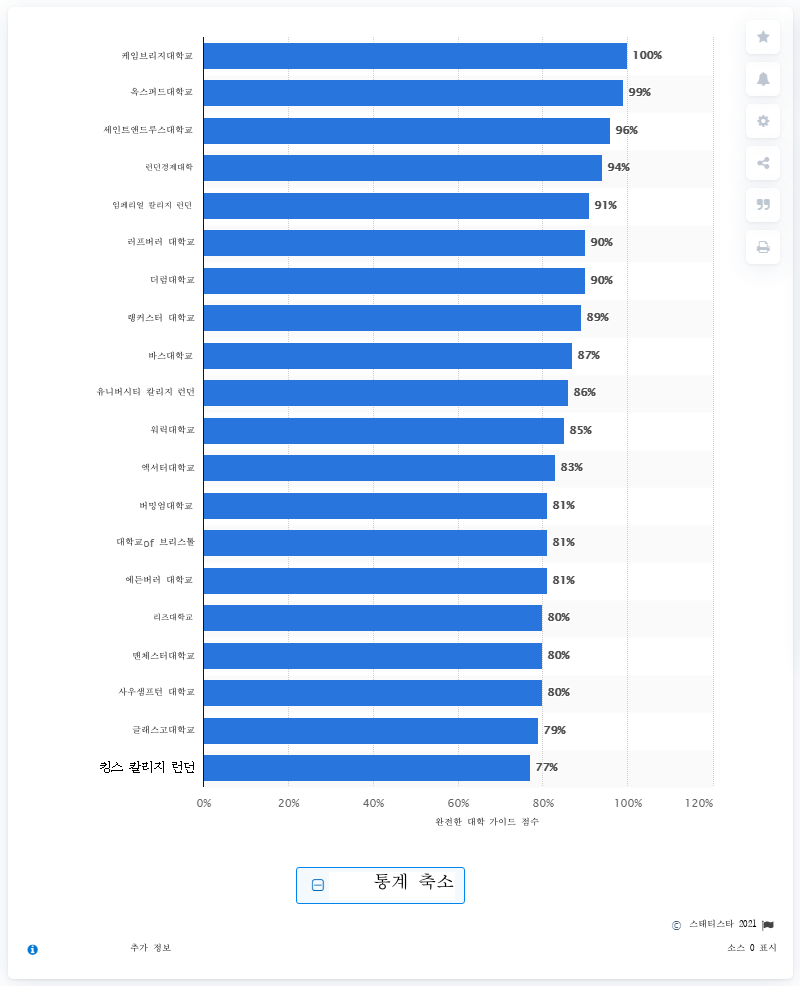 케임브리지대학교 100%
옥스퍼드대학교 99%
세인트앤드루스대학교 96%
런던경제대학 94%
임페리얼 칼리지 런던 91%
러프버러 대학교 90%
더럼대학교 90%
랭커스터 대학교 89%
바스대학교 87%
유니버시티 칼리지 런던 86%
워릭대학교 85%
엑서터대학교 83%
버밍엄대학교 81%
대학교of 브리스톨 81%
에든버러 대학교 81%
리즈대학교 80%
맨체스터대학교 80%
사우샘프턴 대학교 80%
글래스고대학교 79%
킹스 칼리지 런던 77%
0% 20% 40% 60% 80% 100% 120%
완전한 대학 가이드 점수
통계 축소
© 스태티스타 2021
추가 정보 소스 0 표시